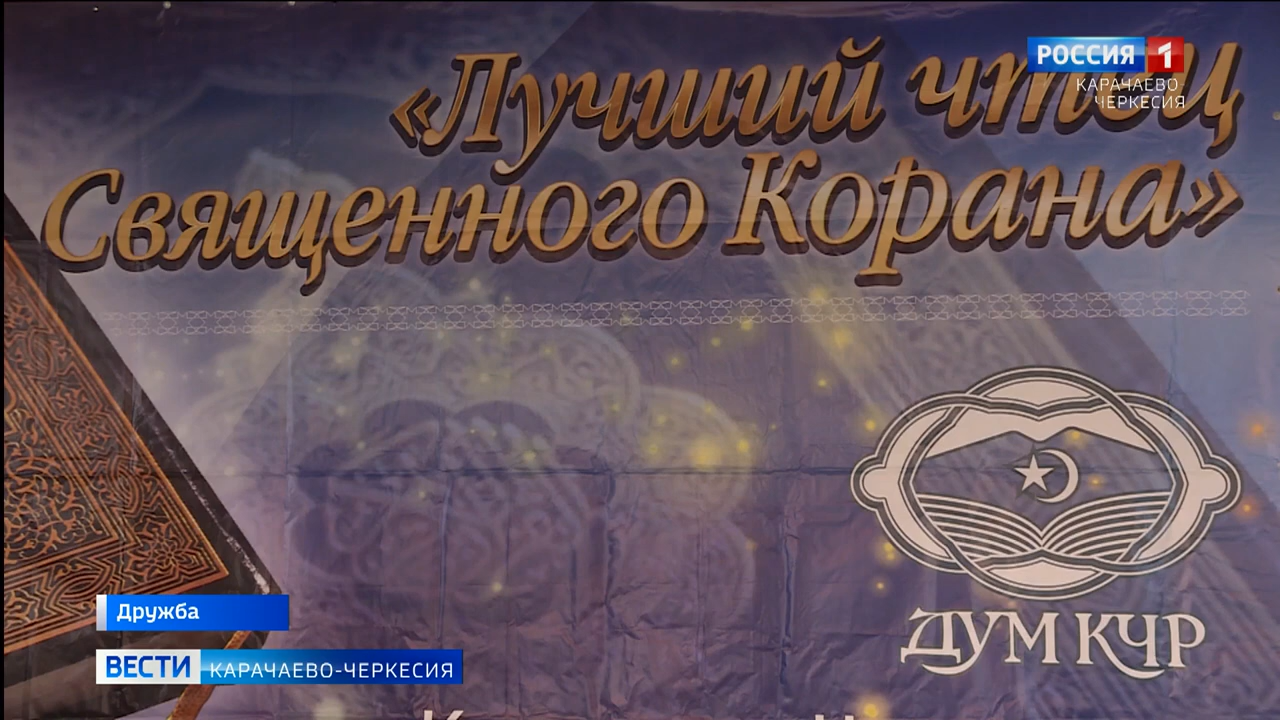 «Лучший чтец
Священного Корана»
РОССИЯ 1
КАРАЧАЕВО-
ЧЕРКЕСИЯ
ДУМ КЧР
Дружба
ВЕСТИ КАРАЧАЕВО-ЧЕРКЕСИЯ